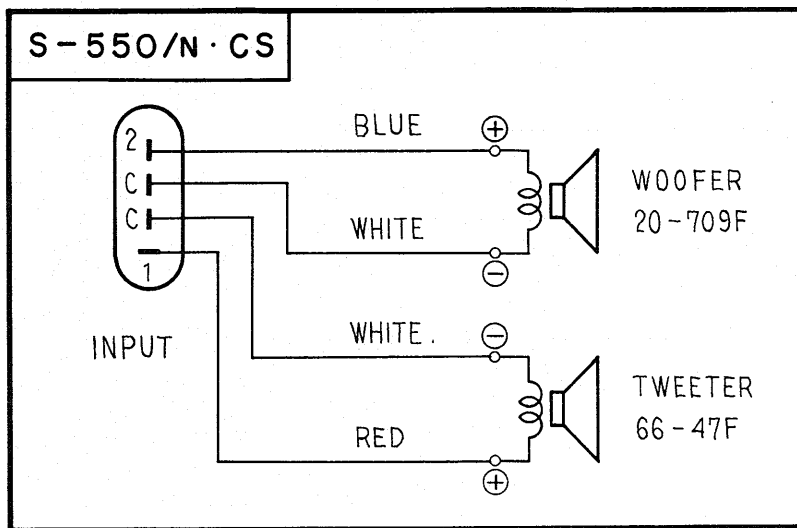 S-550/N·CS
2
C
C
1
INPUT
BLUE
⊕
WHITE
⊖
WOOFER
20-709F
WHITE.
⊖
RED
⊕
TWEETER
66-47F